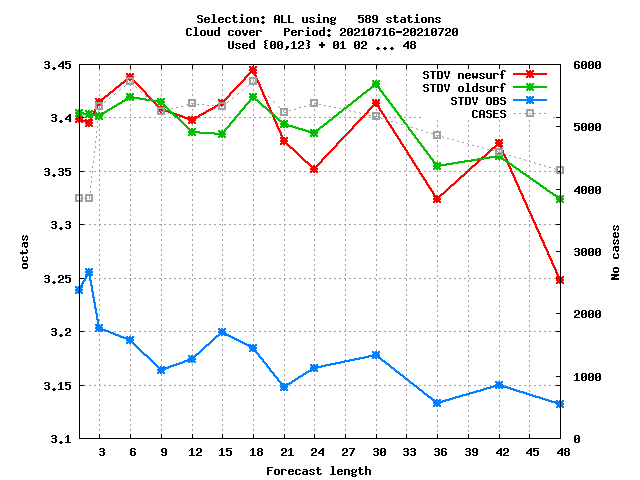 Selection: ALL using   589 stations
Cloud cover   Period: 20210716-20210720
Used {00,12} + 01 02 ... 48
STDV newsurf
STDV oldsurf
STDV OBS
CASES
octas
3.45
3.4
3.35
3.3
3.25
3.2
3.15
3.1
No cases
6000
5000
4000
3000
2000
1000
0
3 6 9 12 15 18 21 24 27 30 33 36 39 42 45 48
Forecast length